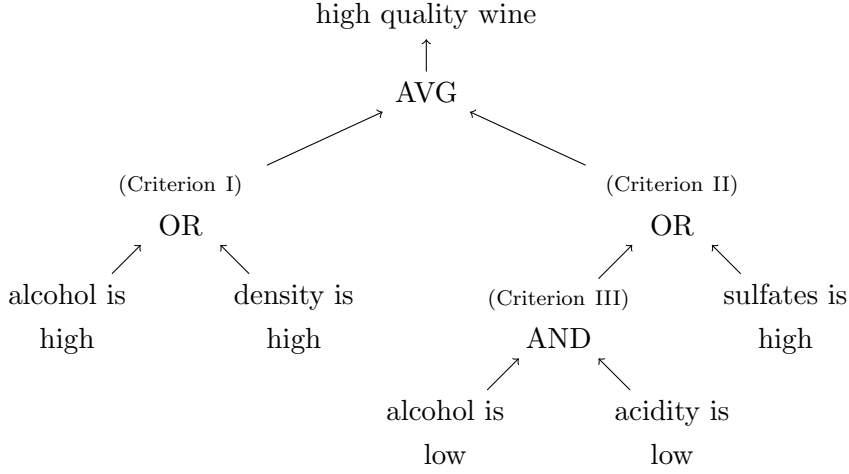 high quality wine
AVG
(Criterion I)
OR
(Criterion II)
OR
alcohol is
high
density is
high
(Criterion III)
AND
sulfates is
high
alcohol is
low
acidity is
low